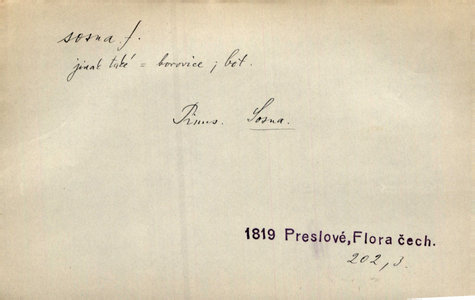 sosna f.
jinak také = borovice; bot.
Pinus. Sosna.
1819 Preslové, Flora čech.
202, 3.